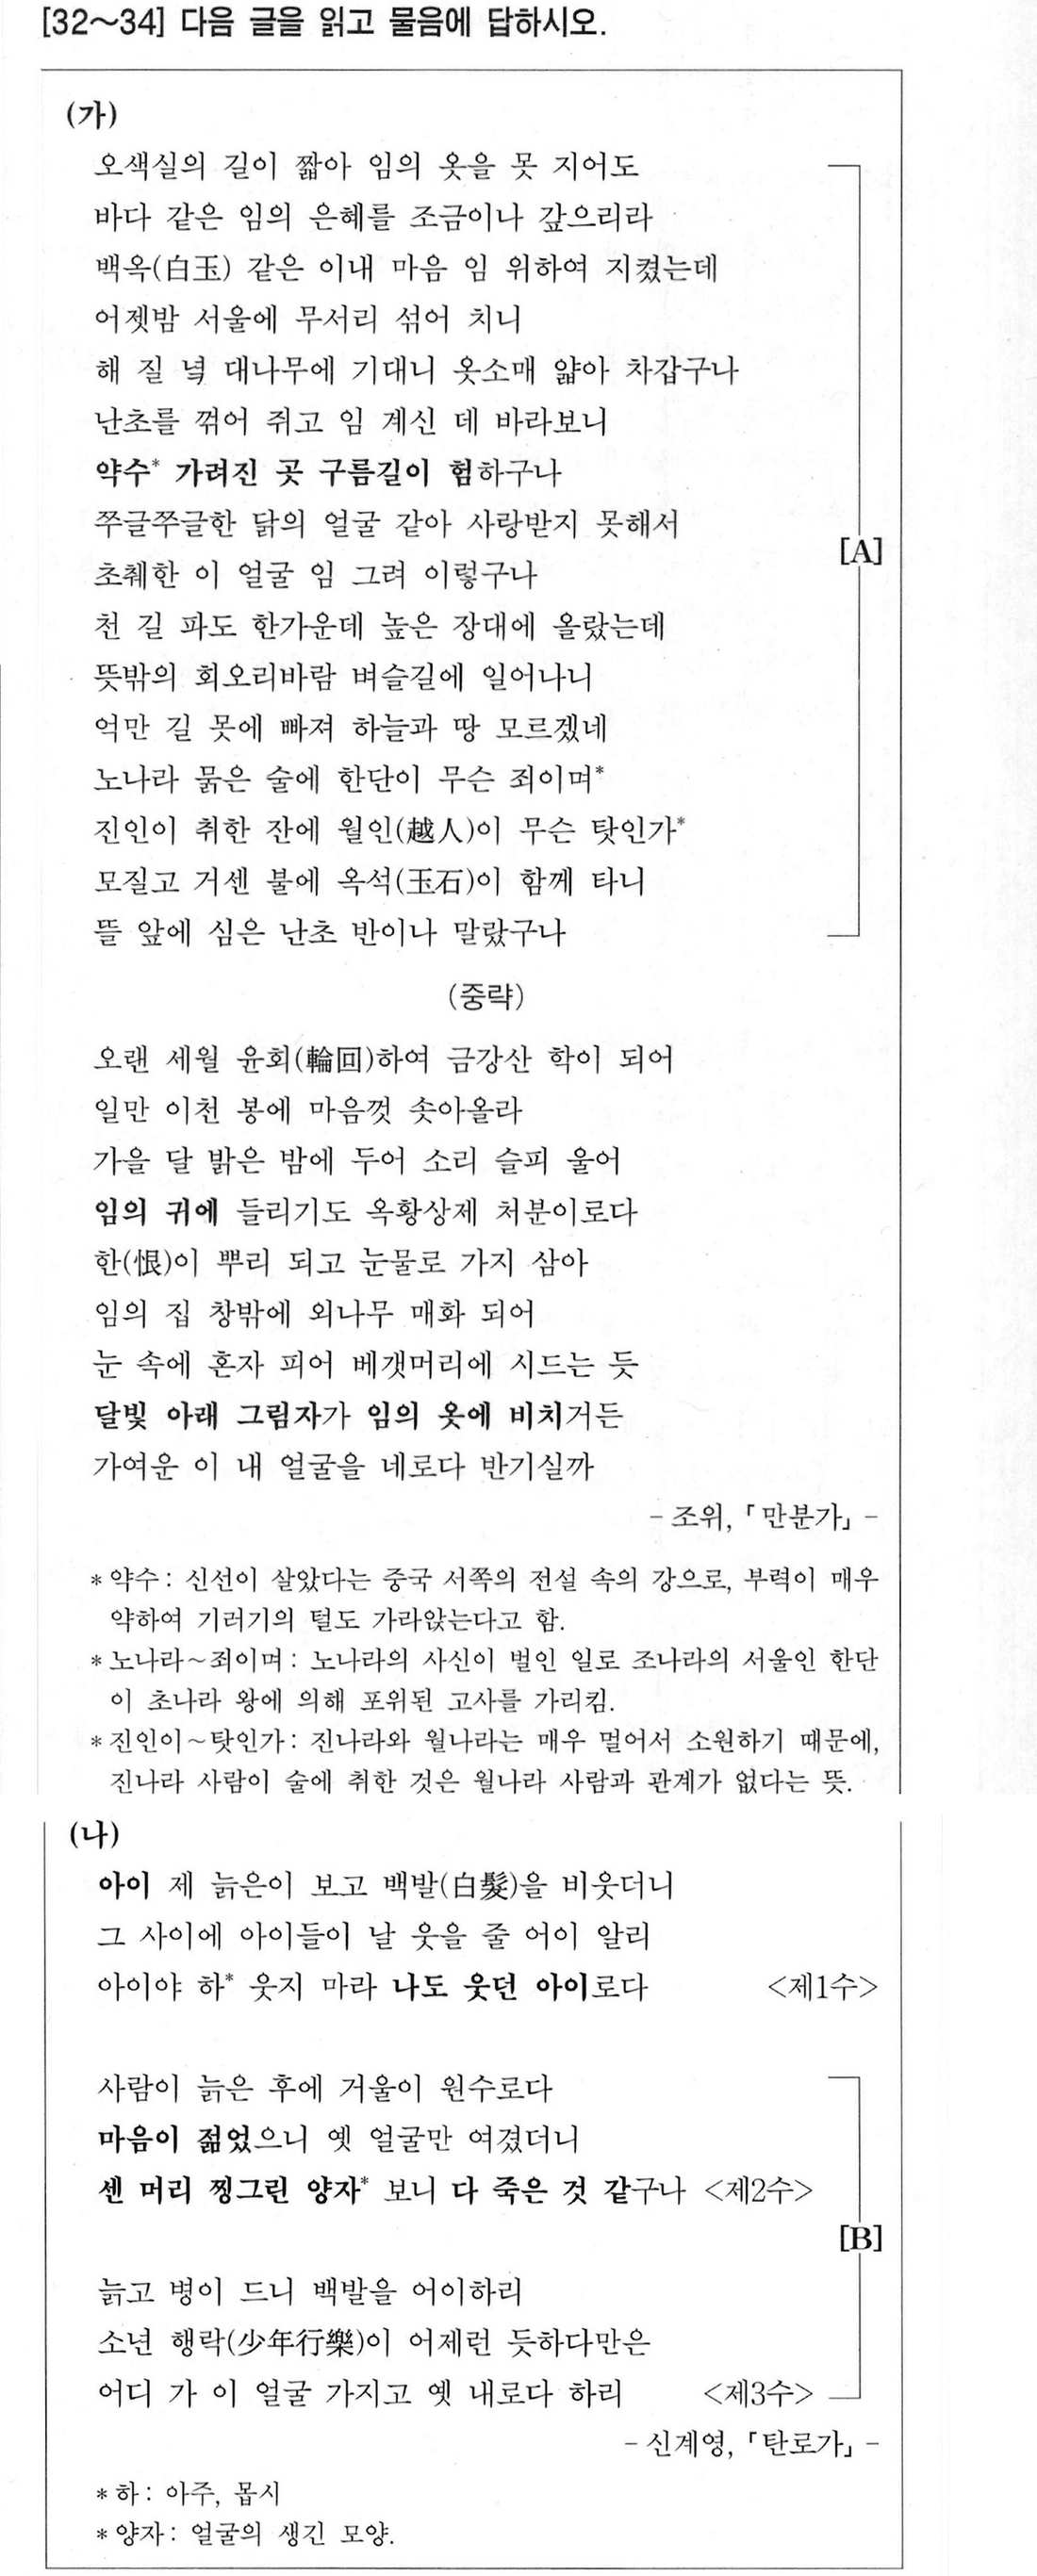 [32～34] 다음 글을 읽고 물음에 답하시오.
(가)
오색실의 길이 짧아 임의 옷을 못 지어도
바다 같은 임의 은혜를 조금이나 갚으리라
백옥(白玉) 같은 이내 마음 임 위하여 지켰는데
어젯밤 서울에 무서리 섞어 치니
해 질 녘 대나무에 기대니 옷소매 얇아 차갑구나
난초를 꺾어 쥐고 임 계신 데 바라보니
약수* 가려진 곳 구름길이 험하구나
쭈글쭈글한 닭의 얼굴 같아 사랑받지 못해서
[A]
초췌한 이 얼굴 임 그려 이렇구나
천 길 파도 한가운데 높은 장대에 올랐는데
뜻밖의 회오리바람 벼슬길에 일어나니
억만 길 못에 빠져 하늘과 땅 모르겠네
노나라 묽은 술에 한단이 무슨 죄이며*
진인이 취한 잔에 월인(越人)이 무슨 탓인가*
모질고 거센 불에 옥석(玉石)이 함께 타니
뜰 앞에 심은 난초 반이나 말랐구나
(중략)
오랜 세월 윤회(輪回)하여 금강산 학이 되어
일만 이천 봉에 마음껏 솟아올라
가을 달 밝은 밤에 두어 소리 슬피 울어
임의 귀에 들리기도 옥황상제 처분이로다
한(恨)이 뿌리 되고 눈물로 가지 삼아
임의 집 창밖에 외나무 매화 되어
눈 속에 혼자 피어 베갯머리에 시드는 듯
달빛 아래 그림자가 임의 옷에 비치거든
가여운 이 내 얼굴을 네로다 반기실까
- 조위, 「만분가」 -
* 약수 : 신선이 살았다는 중국 서쪽의 전설 속의 강으로, 부력이 매우
약하여 기러기의 털도 가라앉는다고 함.
* 노나라～죄이며 : 노나라의 사신이 벌인 일로 조나라의 서울인 한단
이 초나라 왕에 의해 포위된 고사를 가리킴.
* 진인이～탓인가 : 진나라와 월나라는 매우 멀어서 소원하기 때문에,
진나라 사람이 술에 취한 것은 월나라 사람과 관계가 없다는 뜻.
(나)
아이 제 늙은이 보고 백발(白髮)을 비웃더니
그 사이에 아이들이 날 웃을 줄 어이 알리
아이야 하* 웃지 마라 나도 웃던 아이로다 <제1수>
사람이 늙은 후에 거울이 원수로다
마음이 젊었으니 옛 얼굴만 여겼더니
센 머리 찡그린 양자* 보니 다 죽은 것 같구나 <제2수>
[B]
늙고 병이 드니 백발을 어이하리
소년 행락(少年行樂)이 어제런 듯하다만은
어디 가 이 얼굴 가지고 옛 내로다 하리 <제3수>
- 신계영, 「탄로가」 -
* 하 : 아주, 몹시
* 양자 : 얼굴의 생긴 모양.